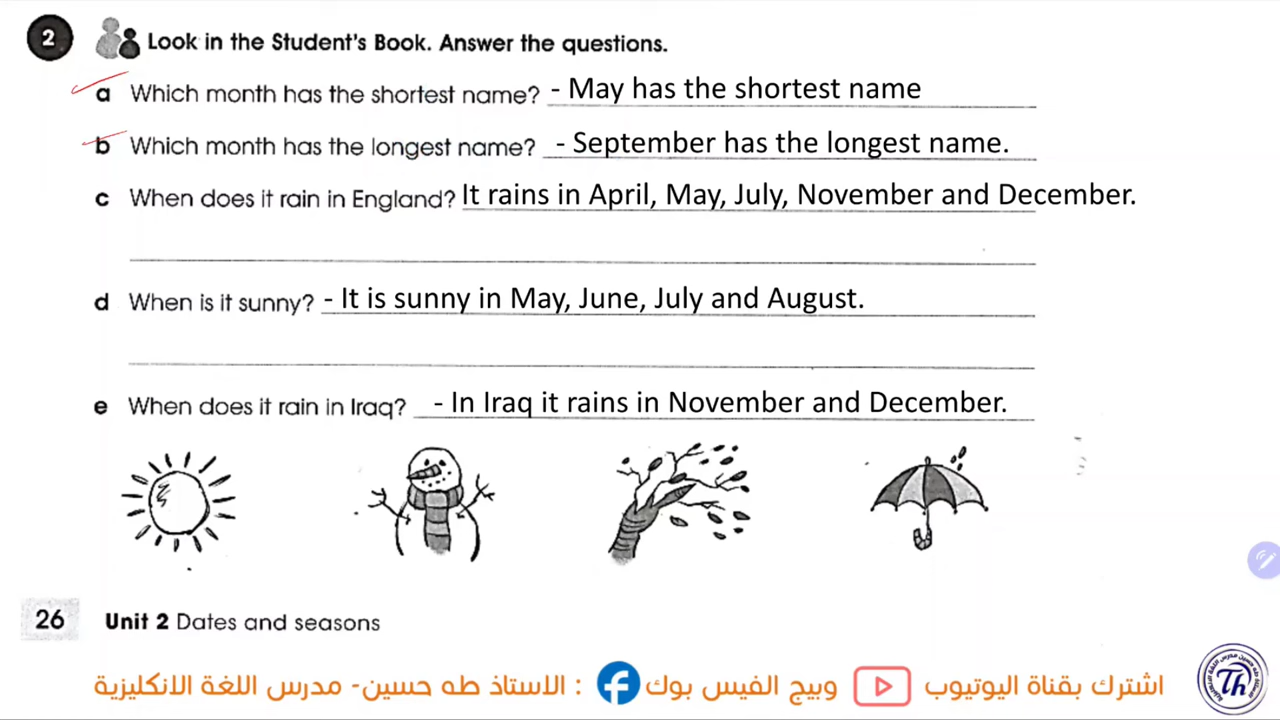 2 Look in the Student's Book. Answer the questions.
a Which month has the shortest name? - May has the shortest name
b Which month has the longest name? - September has the longest name.
c When does it rain in England? It rains in April, May, July, November and December.
d When is it sunny? - It is sunny in May, June, July and August.
e When does it rain in Iraq? - In Iraq it rains in November and December.
26 Unit 2 Dates and seasons
اشترك بقناة اليوتيوب وبيج الفيس بوك : الاستاذ طه حسين- مدرس اللغة الانكليزية
Th